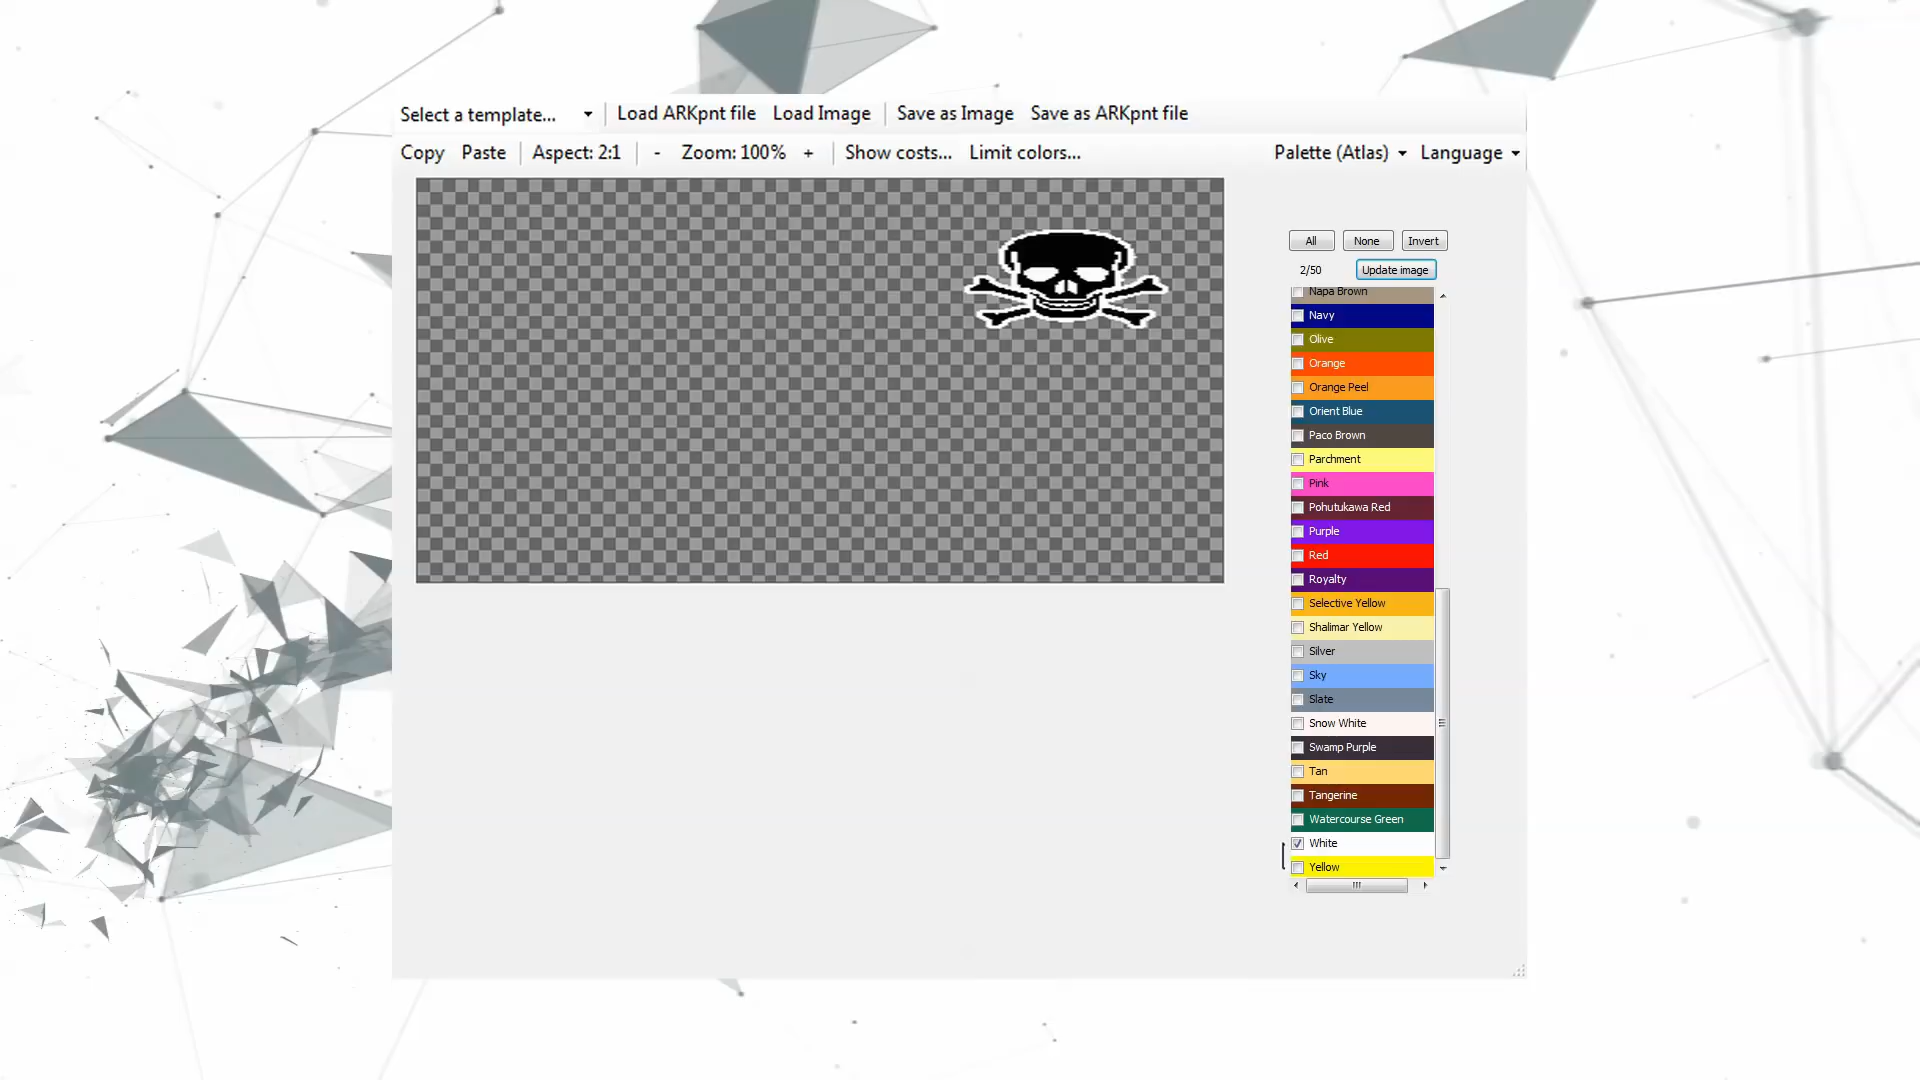 Select a template...
Load ARKpnt file
Load Image
Save as Image
Save as ARKpnt file
Copy
Paste
Aspect: 2:1
-
Zoom: 100%
+
Show costs...
Limit colors...
Palette (Atlas)
Language
All
None
Invert
2/50
Update image
Napa Brown
Navy
Olive
Orange
Orange Peel
Orient Blue
Paco Brown
Parchment
Pink
Pohutukawa Red
Purple
Red
Royalty
Selective Yellow
Shalimar Yellow
Silver
Sky
Slate
Snow White
Swamp Purple
Tan
Tangerine
Watercourse Green
White
Yellow